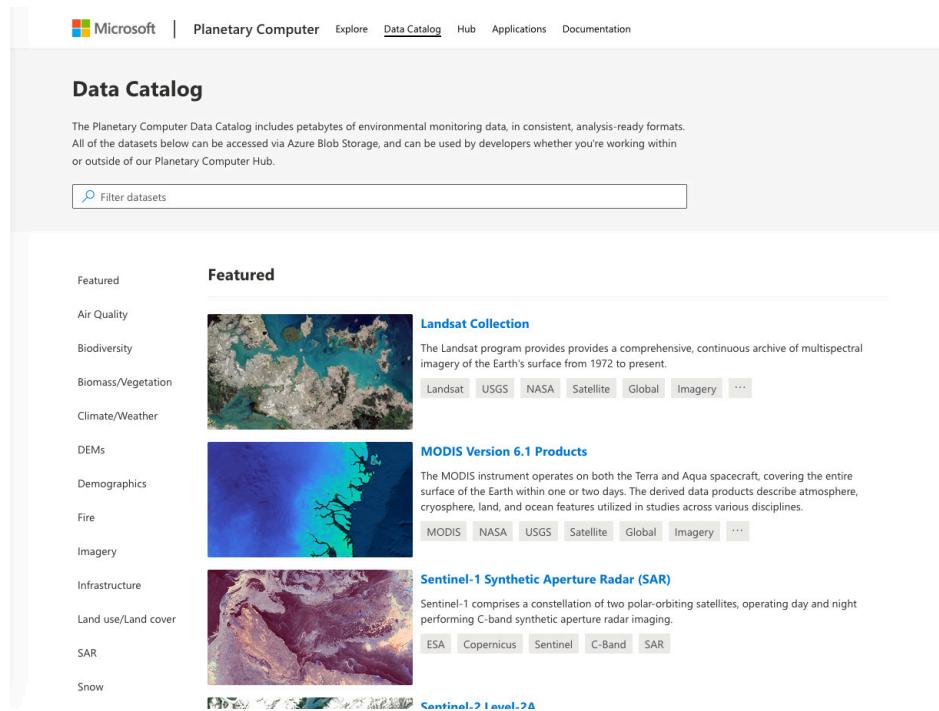 Microsoft | Planetary Computer Explore Data Catalog Hub Applications Documentation
Data Catalog
The Planetary Computer Data Catalog includes petabytes of environmental monitoring data, in consistent, analysis-ready formats.
All of the datasets below can be accessed via Azure Blob Storage, and can be used by developers whether you're working within
or outside of our Planetary Computer Hub.
Filter datasets
Featured
Air Quality
Biodiversity
Biomass/Vegetation
Climate/Weather
DEMs
Demographics
Fire
Imagery
Infrastructure
Land use/Land cover
SAR
Snow
Featured
Landsat Collection
The Landsat program provides provides a comprehensive, continuous archive of multispectral
imagery of the Earth's surface from 1972 to present.
Landsat USGS NASA Satellite Global Imagery ...
MODIS Version 6.1 Products
The MODIS instrument operates on both the Terra and Aqua spacecraft, covering the entire
surface of the Earth within one or two days. The derived data products describe atmosphere,
cryosphere, land, and ocean features utilized in studies across various disciplines.
MODIS NASA USGS Satellite Global Imagery ...
Sentinel-1 Synthetic Aperture Radar (SAR)
Sentinel-1 comprises a constellation of two polar-orbiting satellites, operating day and night
performing C-band synthetic aperture radar imaging.
ESA Copernicus Sentinel C-Band SAR
Sentinel-2 Level-2A